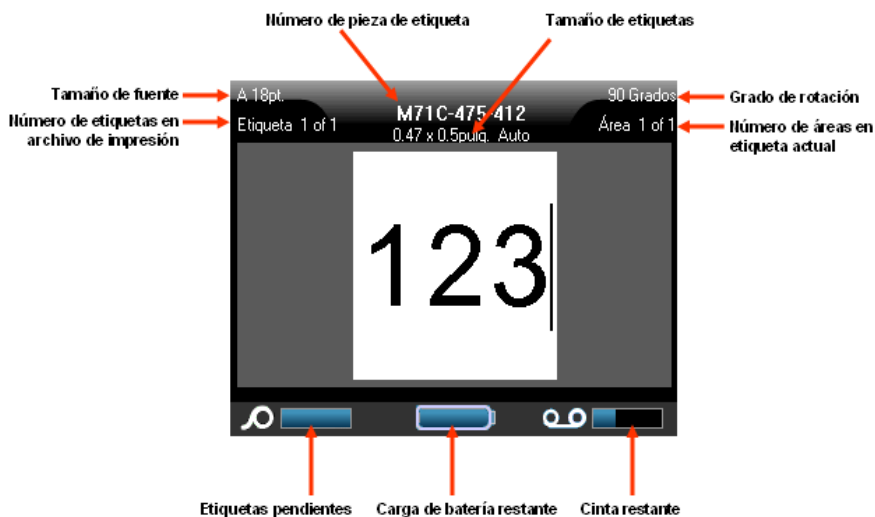 Número de pieza de etiqueta
Tamaño de etiquetas
Tamaño de fuente
A 18pt.
M71C-475-412
90 Grados
Grado de rotación
Número de etiquetas en
archivo de impresión
Etiqueta 1 of 1
0.47 x 0.5pulg. Auto
Área 1 of 1
Número de áreas en
etiqueta actual
123
Etiquetas pendientes
Carga de batería restante
Cinta restante